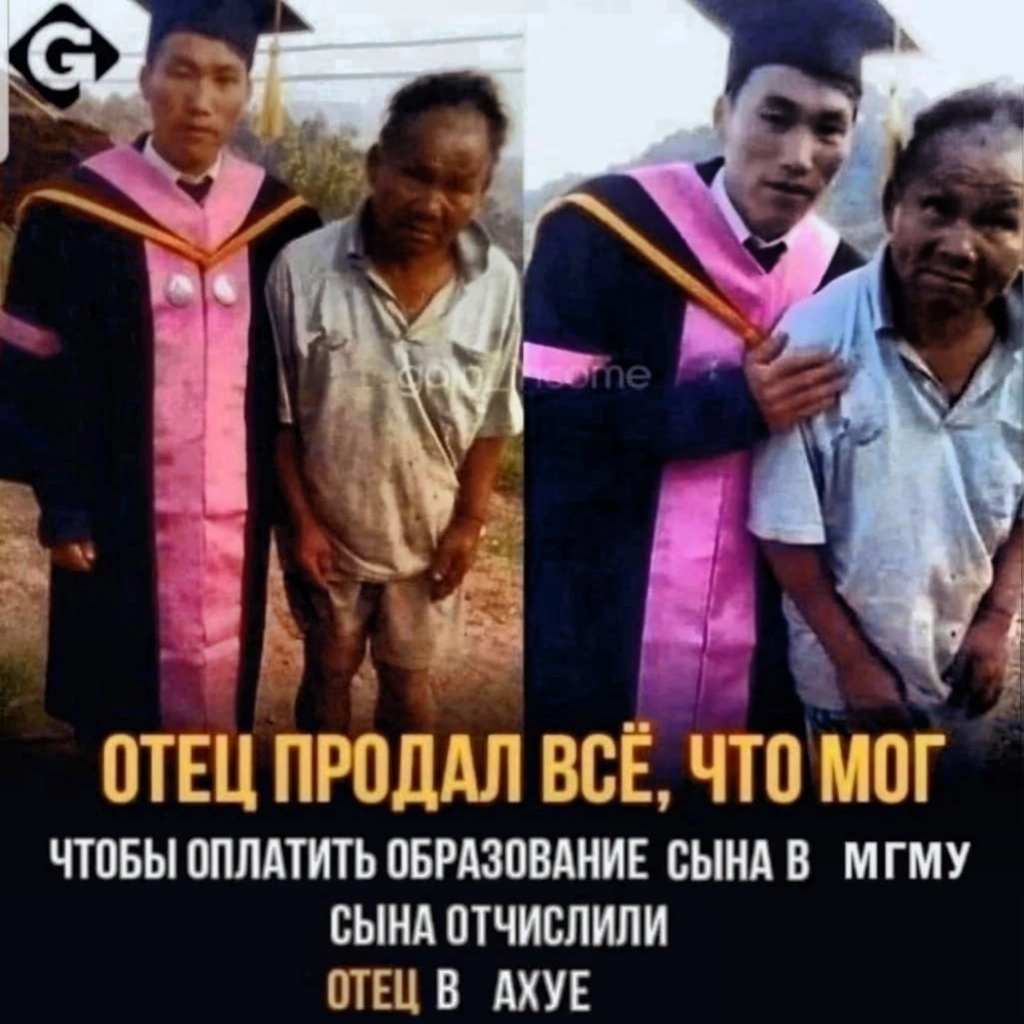 G
ОТЕЦ ПРОДАЛ ВСЁ, ЧТО МОГ
ЧТОБЫ ОПЛАТИТЬ ОБРАЗОВАНИЕ СЫНА В МГМУ
СЫНА ОТЧИСЛИЛИ
ОТЕЦ В АХУЕ